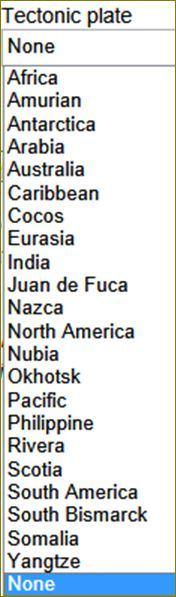 Tectonic plate
None
Africa
Amurian
Antarctica
Arabia
Australia
Caribbean
Cocos
Eurasia
India
Juan de Fuca
Nazca
North America
Nubia
Okhotsk
Pacific
Philippine
Rivera
Scotia
South America
South Bismarck
Somalia
Yangtze
None